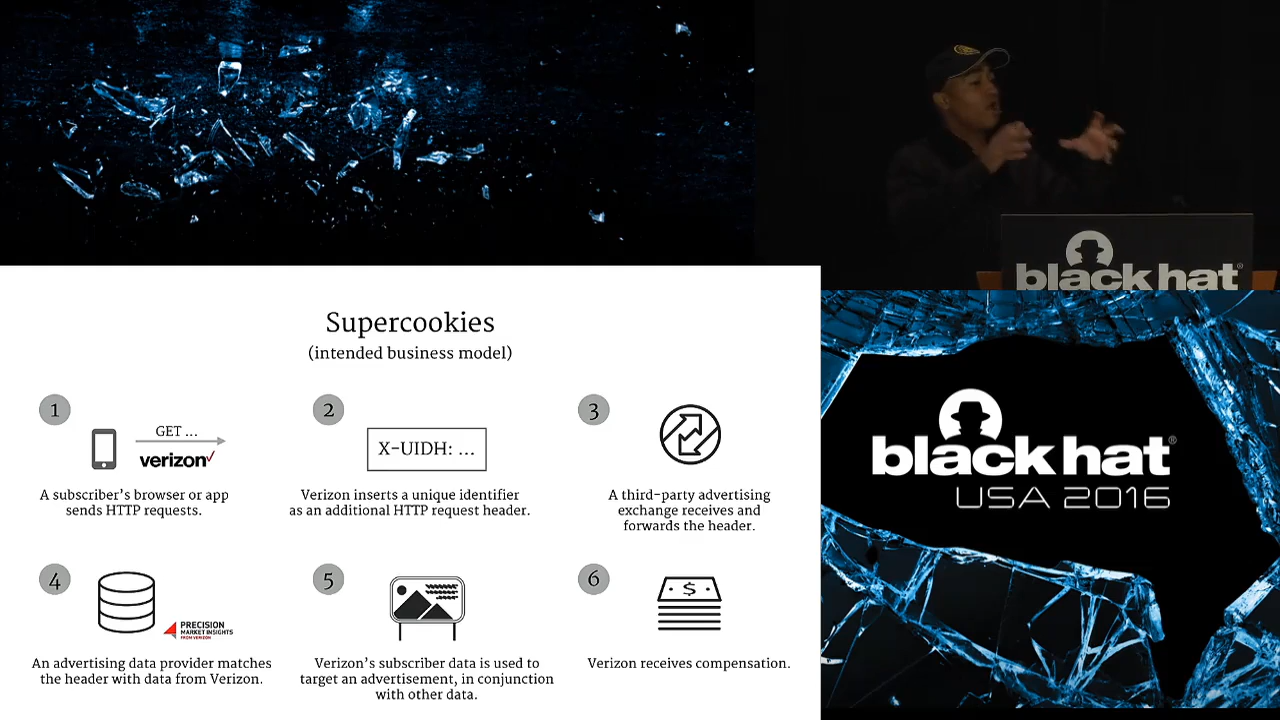 black hat®
Supercookies
(intended business model)
1
GET ...
verizon✓
A subscriber's browser or app
sends HTTP requests.
2
X-UIDH: ...
Verizon inserts a unique identifier
as an additional HTTP request header.
3
A third-party advertising
exchange receives and
forwards the header.
4
PRECISION
MARKET INSIGHTS
FROM VERIZON
An advertising data provider matches
the header with data from Verizon.
5
Verizon's subscriber data is used to
target an advertisement, in conjunction
with other data.
6
$
Verizon receives compensation.
black hat®
USA 2016